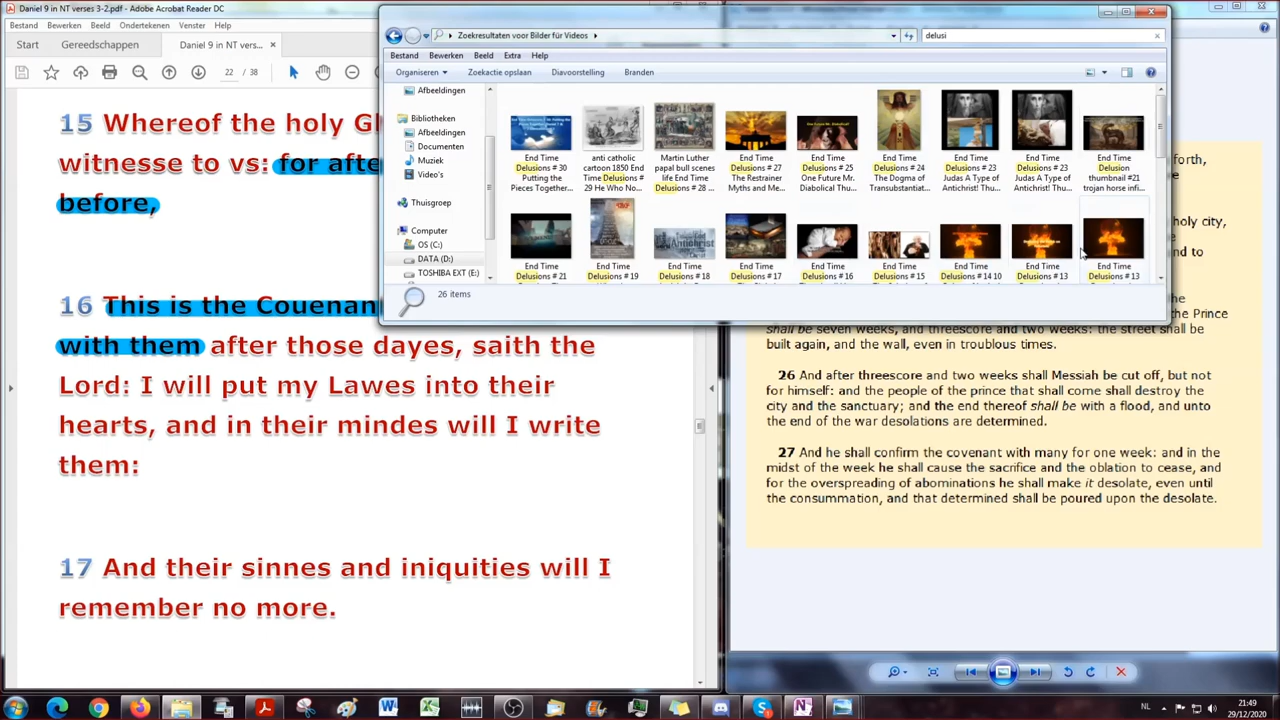 Daniel 9 in NT verses 3-2.pdf - Adobe Acrobat Reader DC
Bestand Bewerken Beeld Ondertekenen Venster Help
Start Gereedschappen Daniel 9 in NT vers... ×
22 / 38
15 Whereof the holy Gh
witnesse to vs: for afte
before,
16 This is the Couenan
with them after those dayes, saith the
Lord: I will put my Lawes into their
hearts, and in their mindes will I write
them:
17 And their sinnes and iniquities will I
remember no more.
Zoekresultaten voor Bilder für Videos
delusi
Bestand Bewerken Beeld Extra Help
Organiseren Zoekactie opslaan Diavoorstelling Branden
Afbeeldingen
Bibliotheken
Afbeeldingen
Documenten
Muziek
Video's
Thuisgroep
Computer
OS (C:)
DATA (D:)
TOSHIBA EXT (E:)
End Time Delusions # 30 Putting the Pieces Together...
anti catholic cartoon 1850 End Time Delusions # 29 He Who No...
Martin Luther papal bull scenes life End Time Delusions # 28 ...
End Time Delusions # 27 The Restrainer Myths and Me...
End Time Delusions # 25 One Future Mr. Diabolical Thu...
End Time Delusions # 24 The Dogma of Transubstantiat...
End Time Delusions # 23 Judas A Type of Antichrist! Thu...
End Time Delusions # 23 Judas A Type of Antichrist! Thu...
End Time Delusion thumbnail #21 trojan horse infi...
End Time Delusions # 21
End Time Delusions # 19
End Time Delusions # 18
End Time Delusions # 17
End Time Delusions # 16
End Time Delusions # 15
End Time Delusions # 14 10
End Time Delusions # 13
End Time Delusions # 13
26 items
forth,
holy city,
nd to
the
the Prince
shall be seven weeks, and threescore and two weeks: the street shall be
built again, and the wall, even in troublous times.
26 And after threescore and two weeks shall Messiah be cut off, but not
for himself: and the people of the prince that shall come shall destroy the
city and the sanctuary; and the end thereof shall be with a flood, and unto
the end of the war desolations are determined.
27 And he shall confirm the covenant with many for one week: and in the
midst of the week he shall cause the sacrifice and the oblation to cease, and
for the overspreading of abominations he shall make it desolate, even until
the consummation, and that determined shall be poured upon the desolate.
NL
21:49
29/12/2020